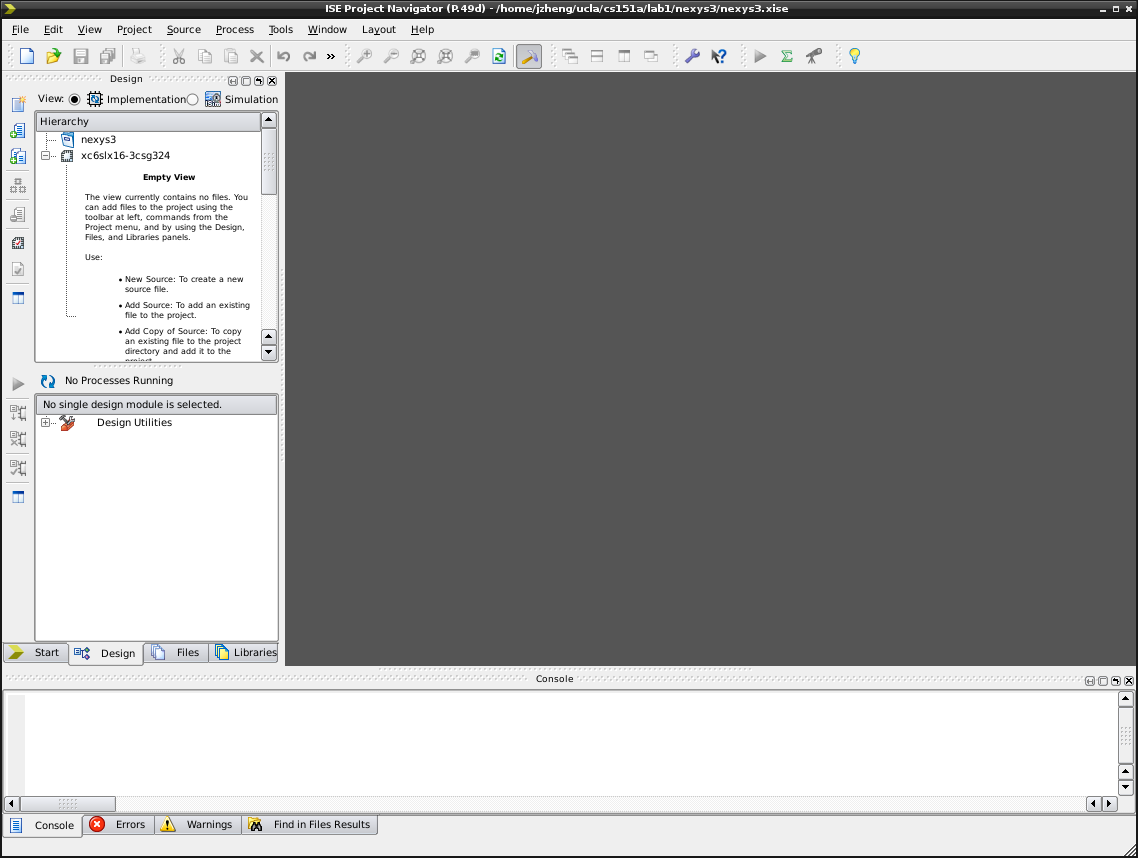 ISE Project Navigator (P.49d) - /home/jzheng/ucla/cs151a/lab1/nexys3/nexys3.xise
File Edit View Project Source Process Tools Window Layout Help
»
Design
View: Implementation Simulation
Hierarchy
nexys3
xc6slx16-3csg324
Empty View
The view currently contains no files. You
can add files to the project using the
toolbar at left, commands from the
Project menu, and by using the Design,
Files, and Libraries panels.
Use:
• New Source: To create a new
source file.
• Add Source: To add an existing
file to the project.
• Add Copy of Source: To copy
an existing file to the project
directory and add it to the
project.
No Processes Running
No single design module is selected.
Design Utilities
Start Design Files Libraries
Console
Console Errors Warnings Find in Files Results